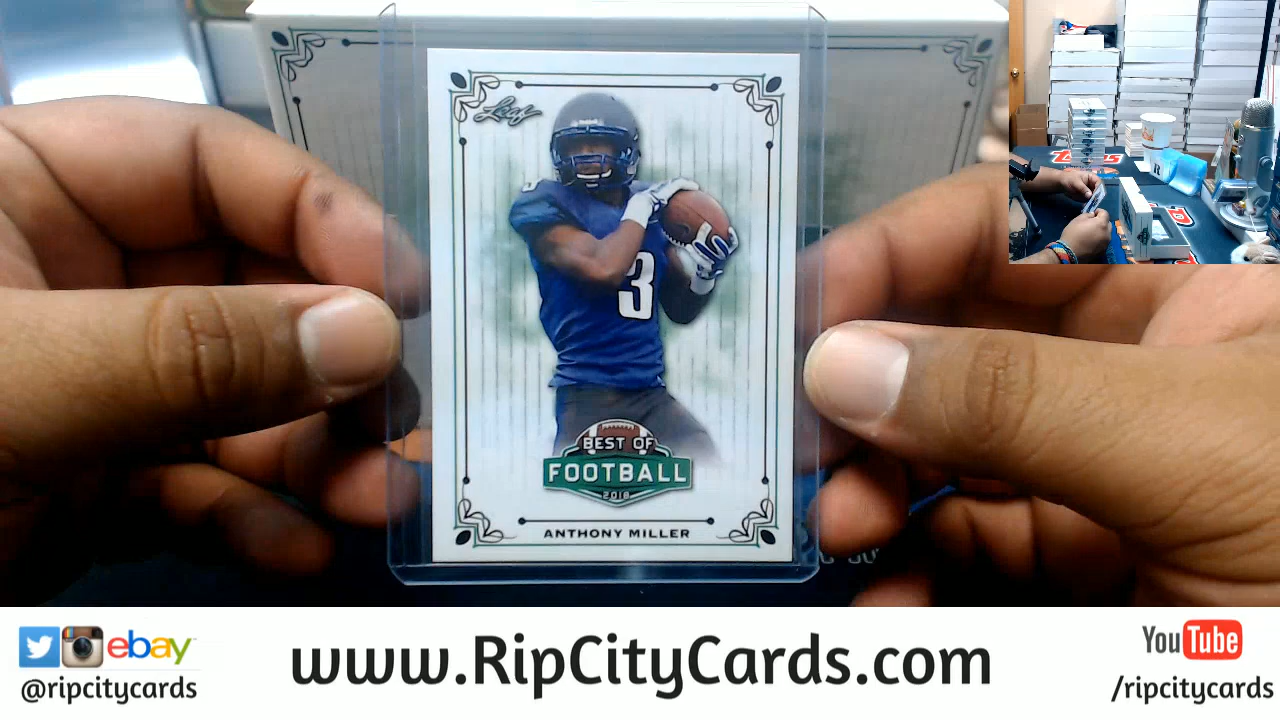 Leaf
3
BEST OF
FOOTBALL
2018
ANTHONY MILLER
ebay
@ripcitycards
www.RipCityCards.com
YouTube
/ripcitycards